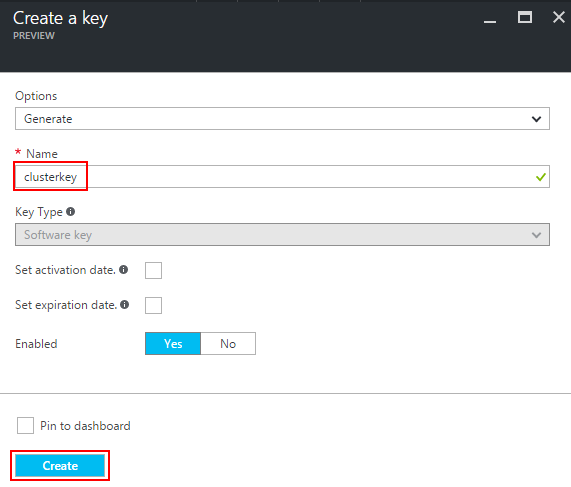 Create a key
PREVIEW
Options
Generate
* Name
clusterkey
Key Type
Software key
Set activation date.
Set expiration date.
Enabled
Yes No
Pin to dashboard
Create